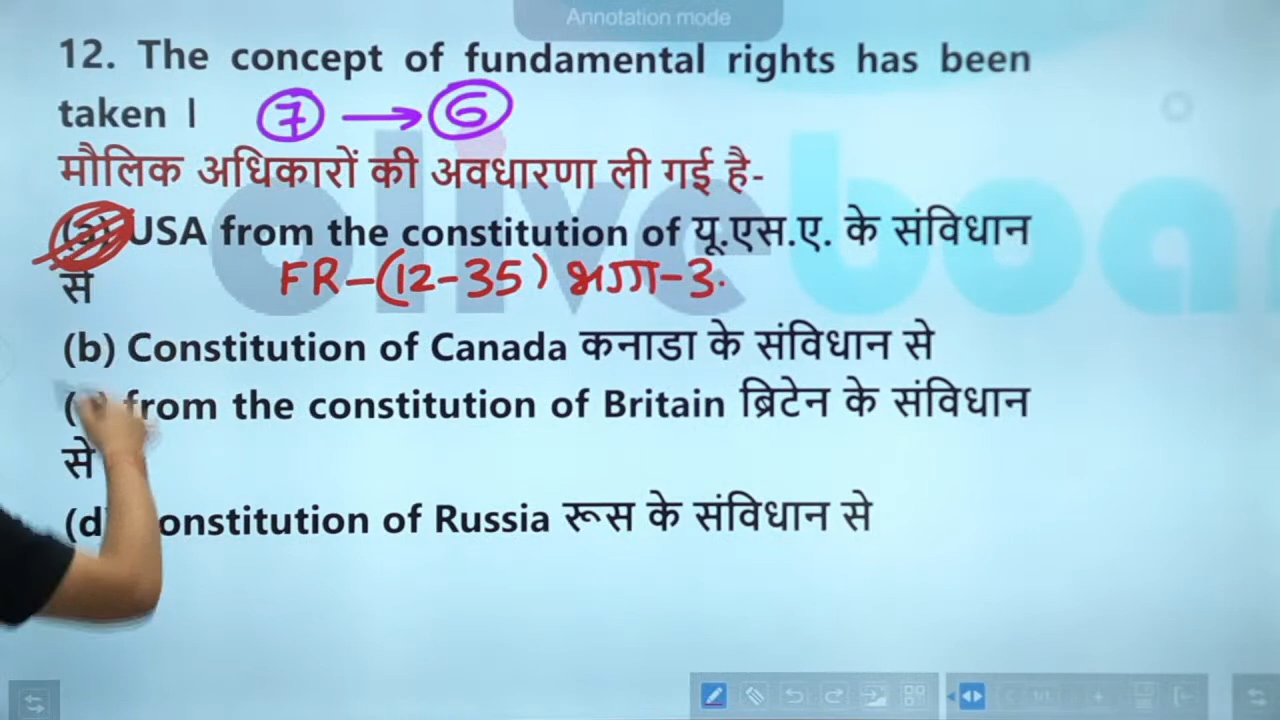 Annotation mode
12. The concept of fundamental rights has been
taken |
7 → 6
मौलिक अधिकारों की अवधारणा ली गई है-
(a) USA from the constitution of यू.एस.ए. के संविधान
से
FR-(12-35) भाग-3.
(b) Constitution of Canada कनाडा के संविधान से
from the constitution of Britain ब्रिटेन के संविधान
से
(d) Constitution of Russia रूस के संविधान से
oliveboar